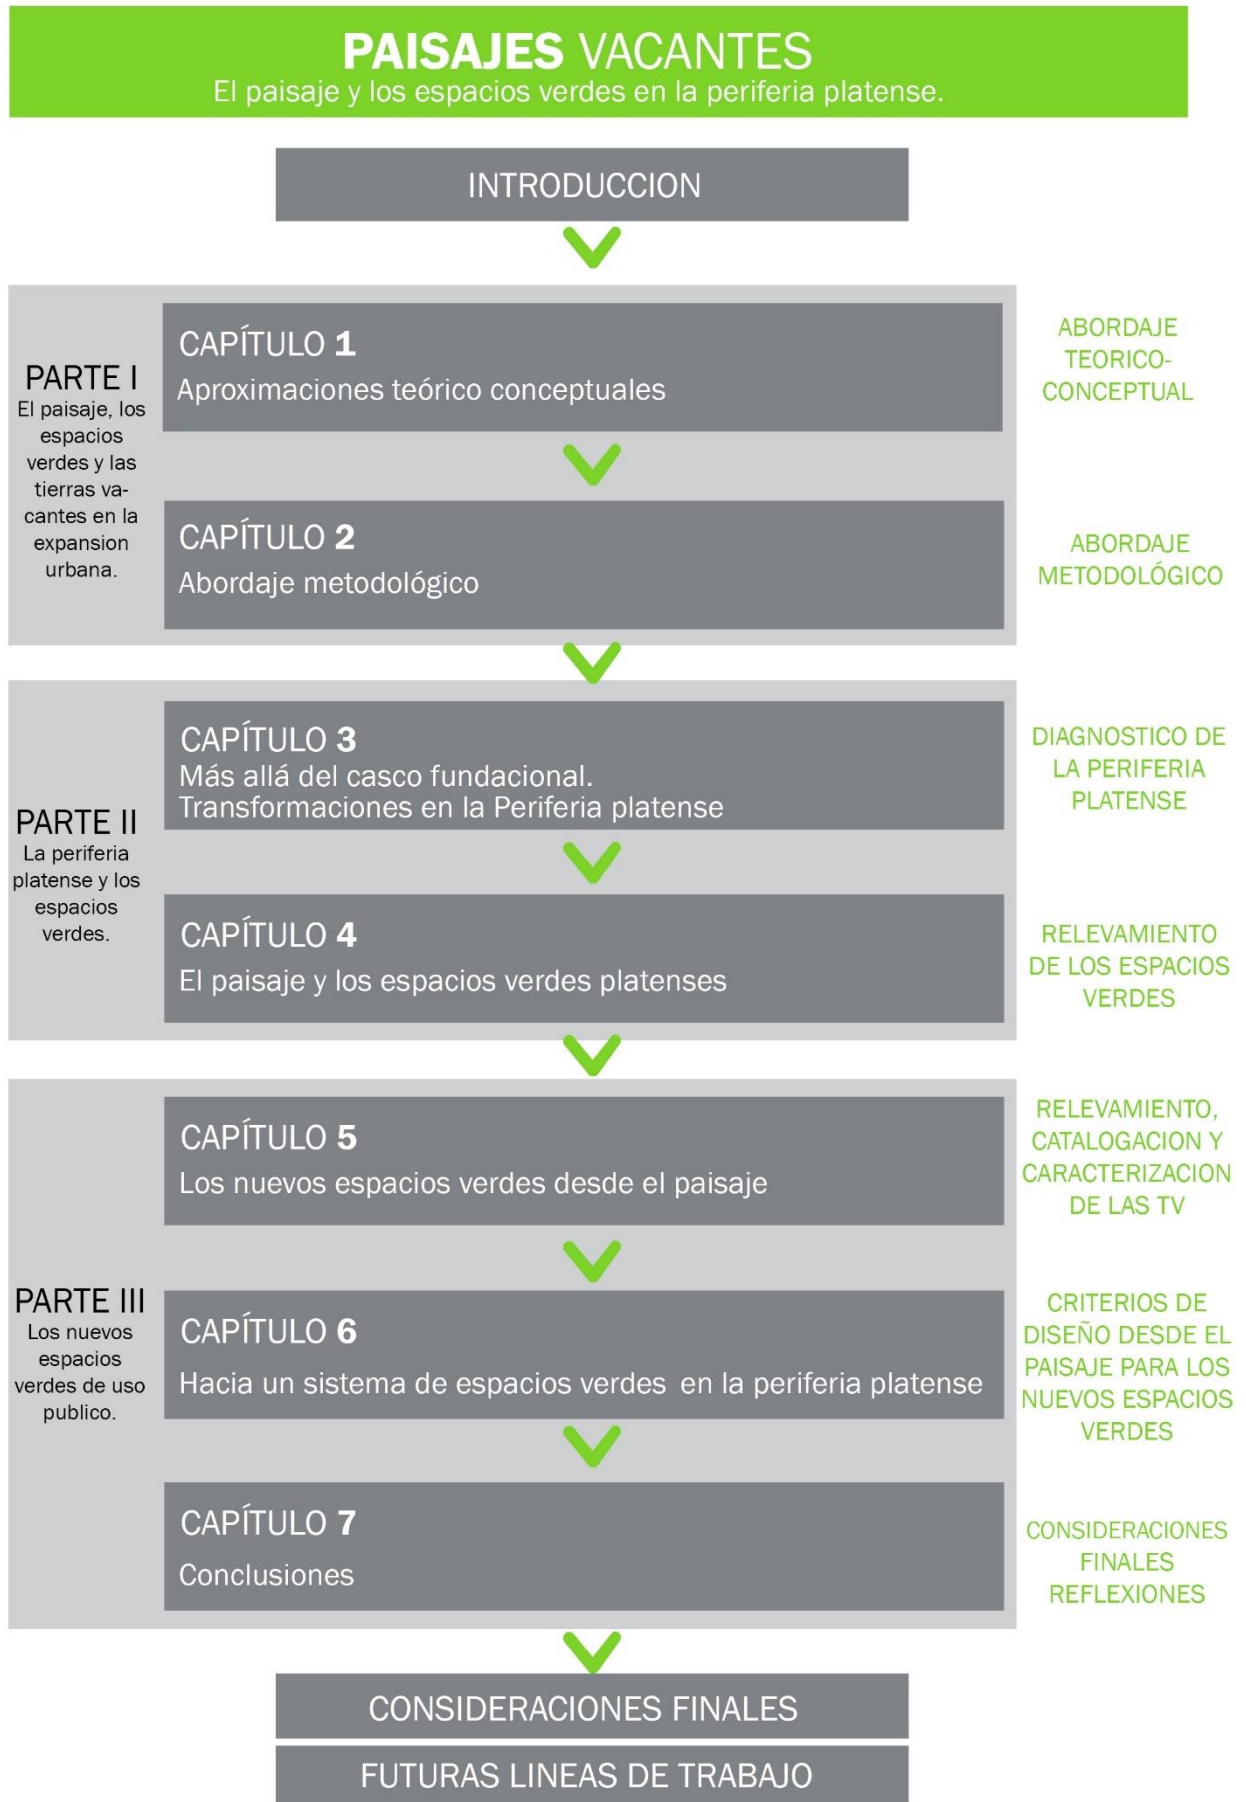 PAISAJES VACANTES
El paisaje y los espacios verdes en la periferia platense.
INTRODUCCION
PARTE I
El paisaje, los
espacios
verdes y las
tierras va-
cantes en la
expansion
urbana.
CAPÍTULO 1
Aproximaciones teórico conceptuales
ABORDAJE
TEORICO-
CONCEPTUAL
CAPÍTULO 2
Abordaje metodológico
ABORDAJE
METODOLÓGICO
PARTE II
La periferia
platense y los
espacios
verdes.
CAPÍTULO 3
Más allá del casco fundacional.
Transformaciones en la Periferia platense
DIAGNOSTICO DE
LA PERIFERIA
PLATENSE
CAPÍTULO 4
El paisaje y los espacios verdes platenses
RELEVAMIENTO
DE LOS ESPACIOS
VERDES
PARTE III
Los nuevos
espacios
verdes de uso
publico.
CAPÍTULO 5
Los nuevos espacios verdes desde el paisaje
RELEVAMIENTO,
CATALOGACION Y
CARACTERIZACION
DE LAS TV
CAPÍTULO 6
Hacia un sistema de espacios verdes en la periferia platense
CRITERIOS DE
DISEÑO DESDE EL
PAISAJE PARA LOS
NUEVOS ESPACIOS
VERDES
CAPÍTULO 7
Conclusiones
CONSIDERACIONES
FINALES
REFLEXIONES
CONSIDERACIONES FINALES
FUTURAS LINEAS DE TRABAJO